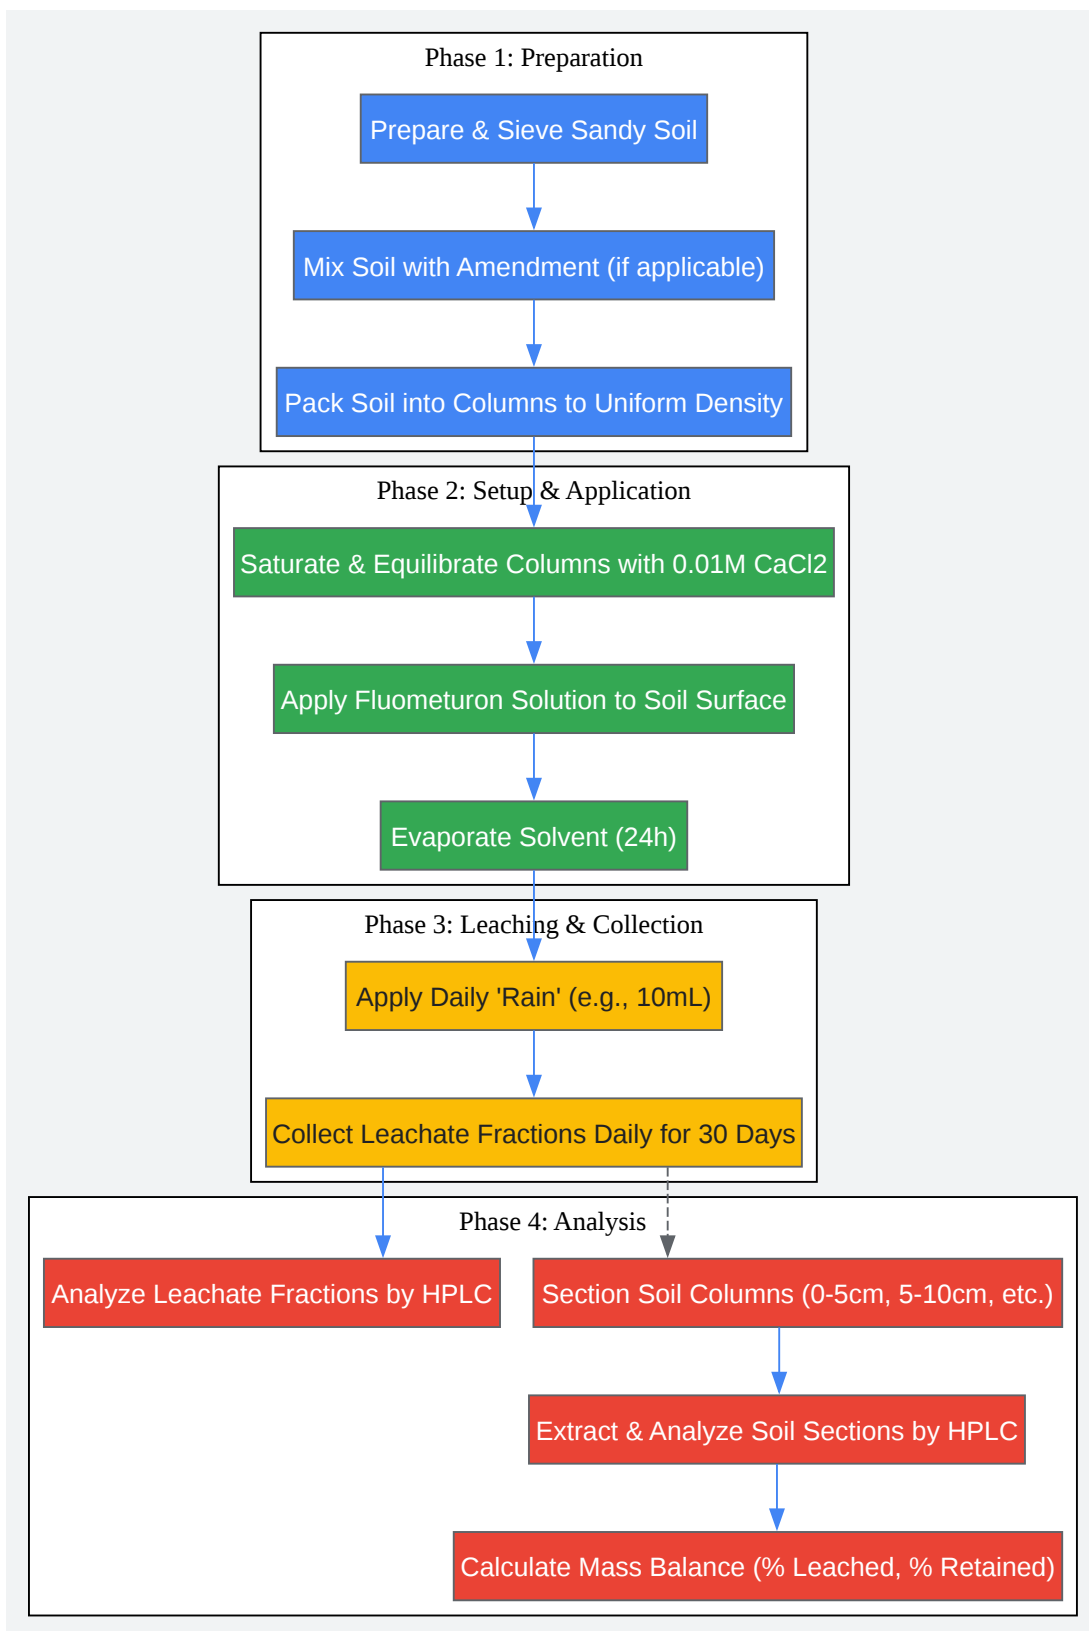 Phase 1: Preparation
Prepare & Sieve Sandy Soil
Mix Soil with Amendment (if applicable)
Pack Soil into Columns to Uniform Density
Phase 2: Setup & Application
Saturate & Equilibrate Columns with 0.01M CaCl2
Apply Fluometuron Solution to Soil Surface
Evaporate Solvent (24h)
Phase 3: Leaching & Collection
Apply Daily 'Rain' (e.g., 10mL)
Collect Leachate Fractions Daily for 30 Days
Phase 4: Analysis
Analyze Leachate Fractions by HPLC
Section Soil Columns (0-5cm, 5-10cm, etc.)
Extract & Analyze Soil Sections by HPLC
Calculate Mass Balance (% Leached, % Retained)